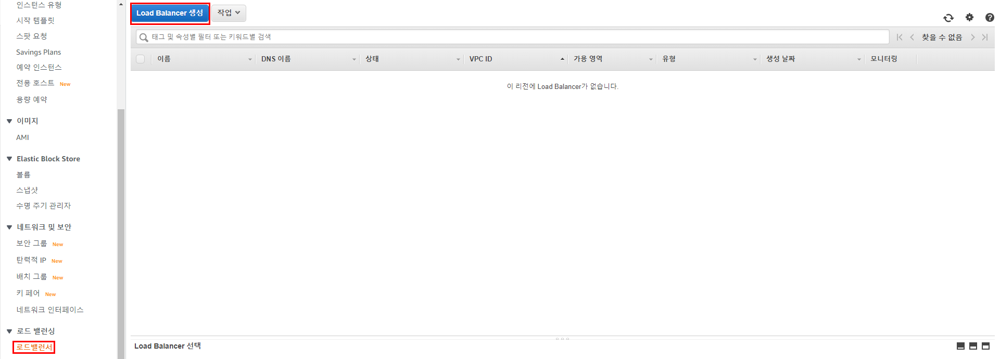 인스턴스 유형
시작 템플릿
스팟 요청
Savings Plans
예약 인스턴스
전용 호스트 New
용량 예약
이미지
AMI
Elastic Block Store
볼륨
스냅샷
수명 주기 관리자
네트워크 및 보안
보안 그룹 New
탄력적 IP New
배치 그룹 New
키 페어 New
네트워크 인터페이스
로드 밸런싱
로드밸런서
Load Balancer 생성 작업
태그 및 속성별 필터 또는 키워드별 검색 찾을 수 없음
이름 DNS 이름 상태 VPC ID 가용 영역 유형 생성 날짜 모니터링
이 리전에 Load Balancer가 없습니다.
Load Balancer 선택